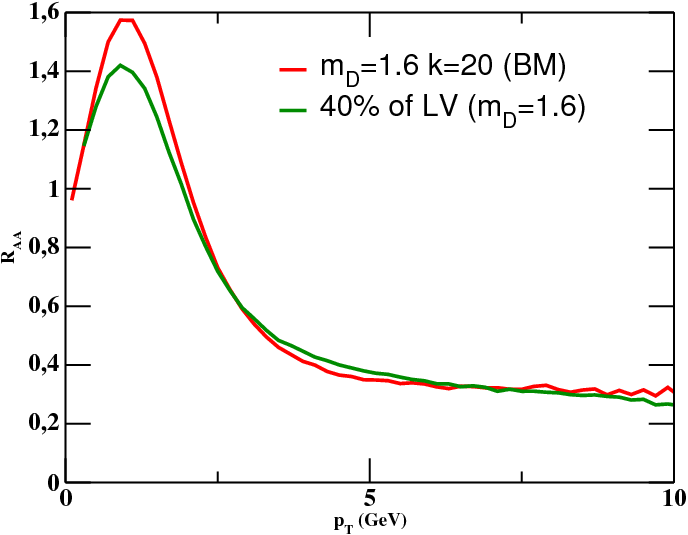 1,6
m_D=1.6 k=20 (BM)
1,4
40% of LV (m_D=1.6)
1,2
1
0,8
R_AA
0,6
0,4
0,2
0
0 5 10
p_T (GeV)